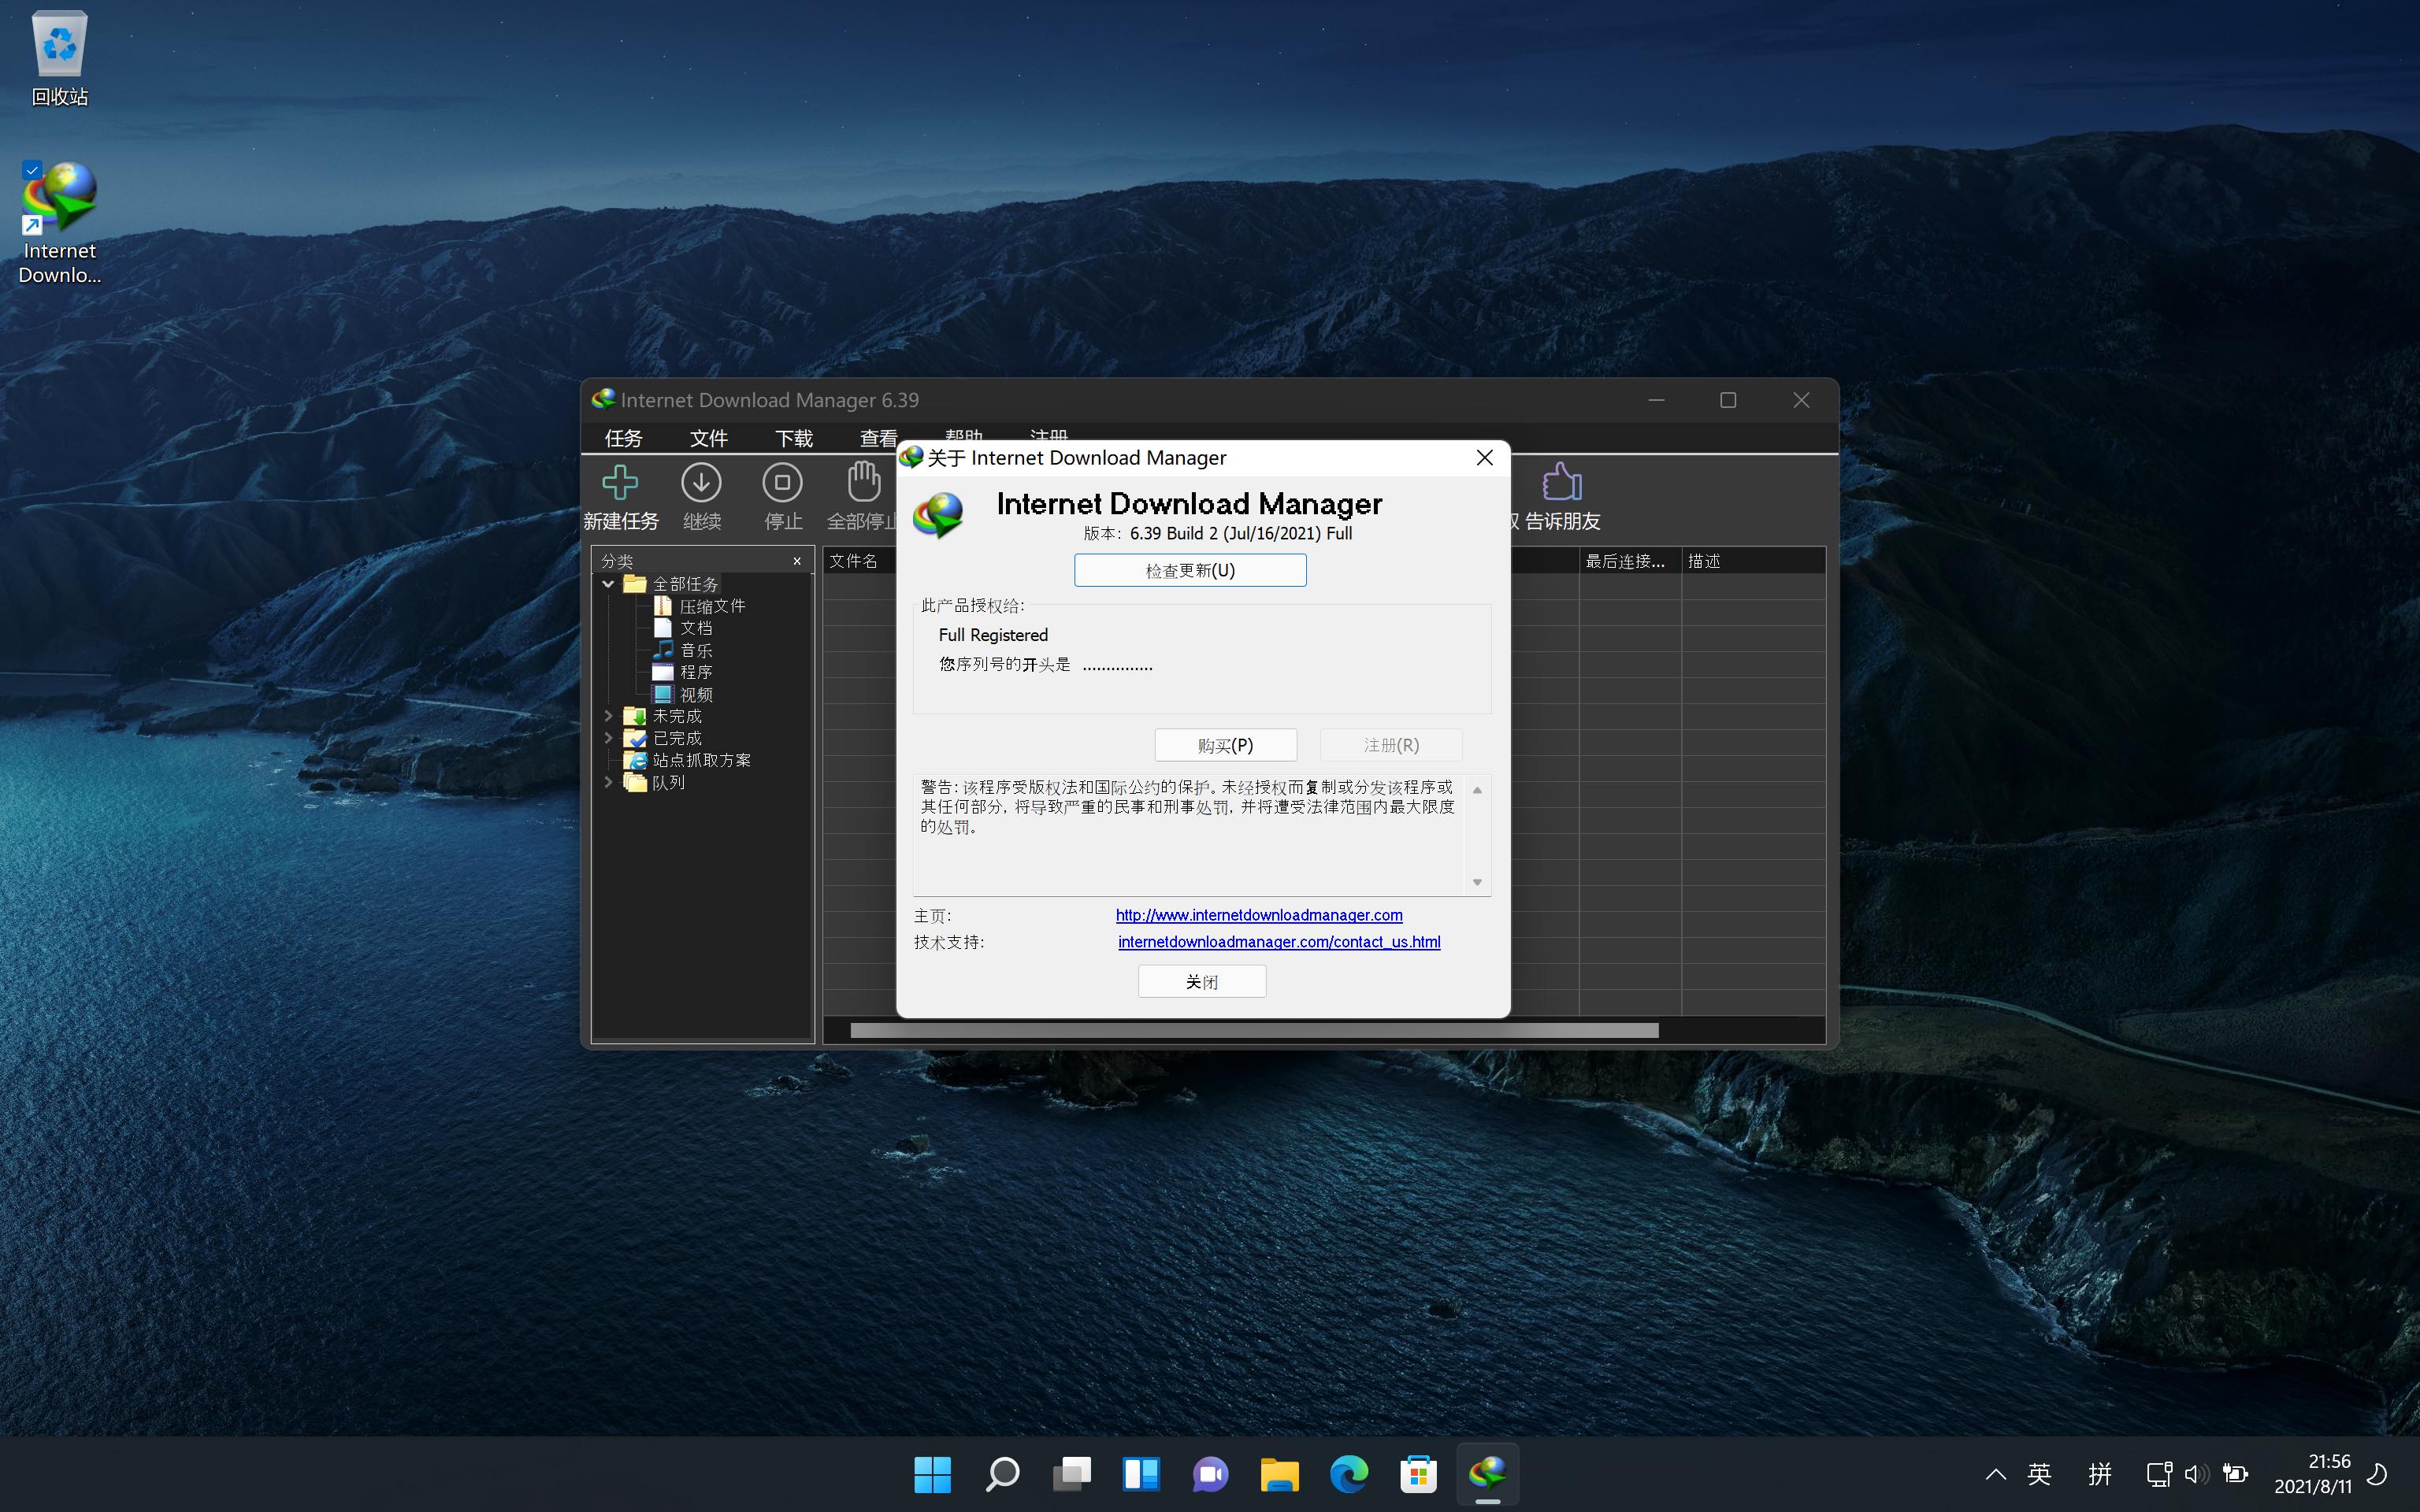 回收站
Internet
Downlo...
Internet Download Manager 6.39
任务 文件 下载 查看 帮助 注册
新建任务 继续 停止 全部停止 告诉朋友
分类 ×
全部任务
压缩文件
文档
音乐
程序
视频
未完成
已完成
站点抓取方案
队列
文件名 最后连接... 描述
关于 Internet Download Manager
Internet Download Manager
版本: 6.39 Build 2 (Jul/16/2021) Full
检查更新(U)
此产品授权给:
Full Registered
您序列号的开头是 ...............
购买(P) 注册(R)
警告: 该程序受版权法和国际公约的保护。未经授权而复制或分发该程序或
其任何部分, 将导致严重的民事和刑事处罚, 并将遭受法律范围内最大限度
的处罚。
主页: http://www.internetdownloadmanager.com
技术支持: internetdownloadmanager.com/contact_us.html
关闭
英 拼
21:56
2021/8/11